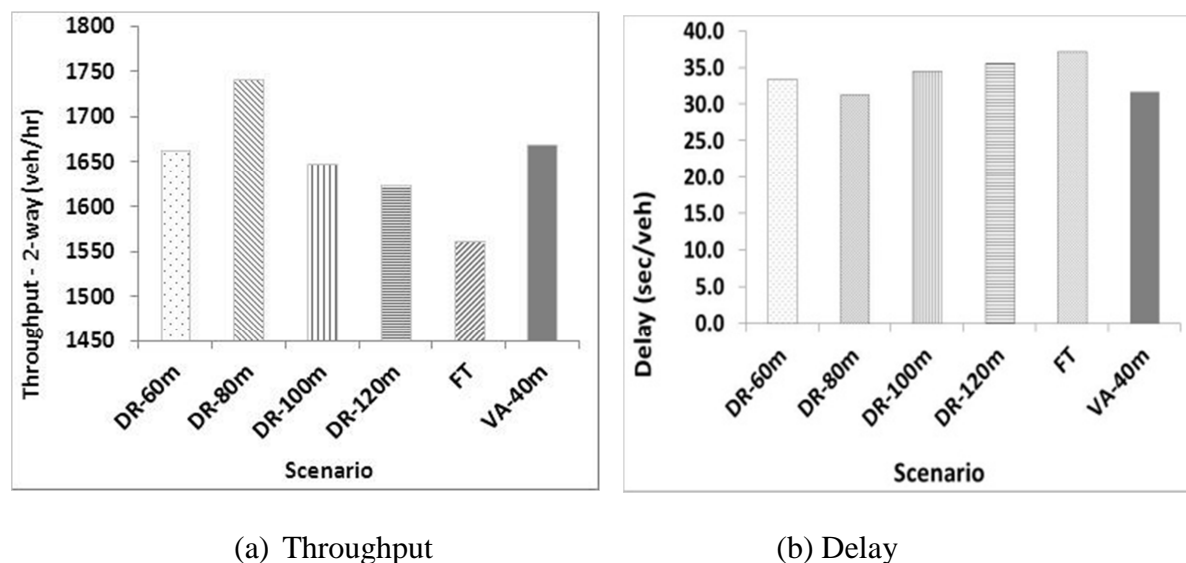 Throughput - 2-way (veh/hr)
1800
1750
1700
1650
1600
1550
1500
1450
DR-60m
DR-80m
DR-100m
DR-120m
FT
VA-40m
Scenario
Delay (sec/veh)
40.0
35.0
30.0
25.0
20.0
15.0
10.0
5.0
0.0
DR-60m
DR-80m
DR-100m
DR-120m
FT
VA-40m
Scenario
(a) Throughput
(b) Delay